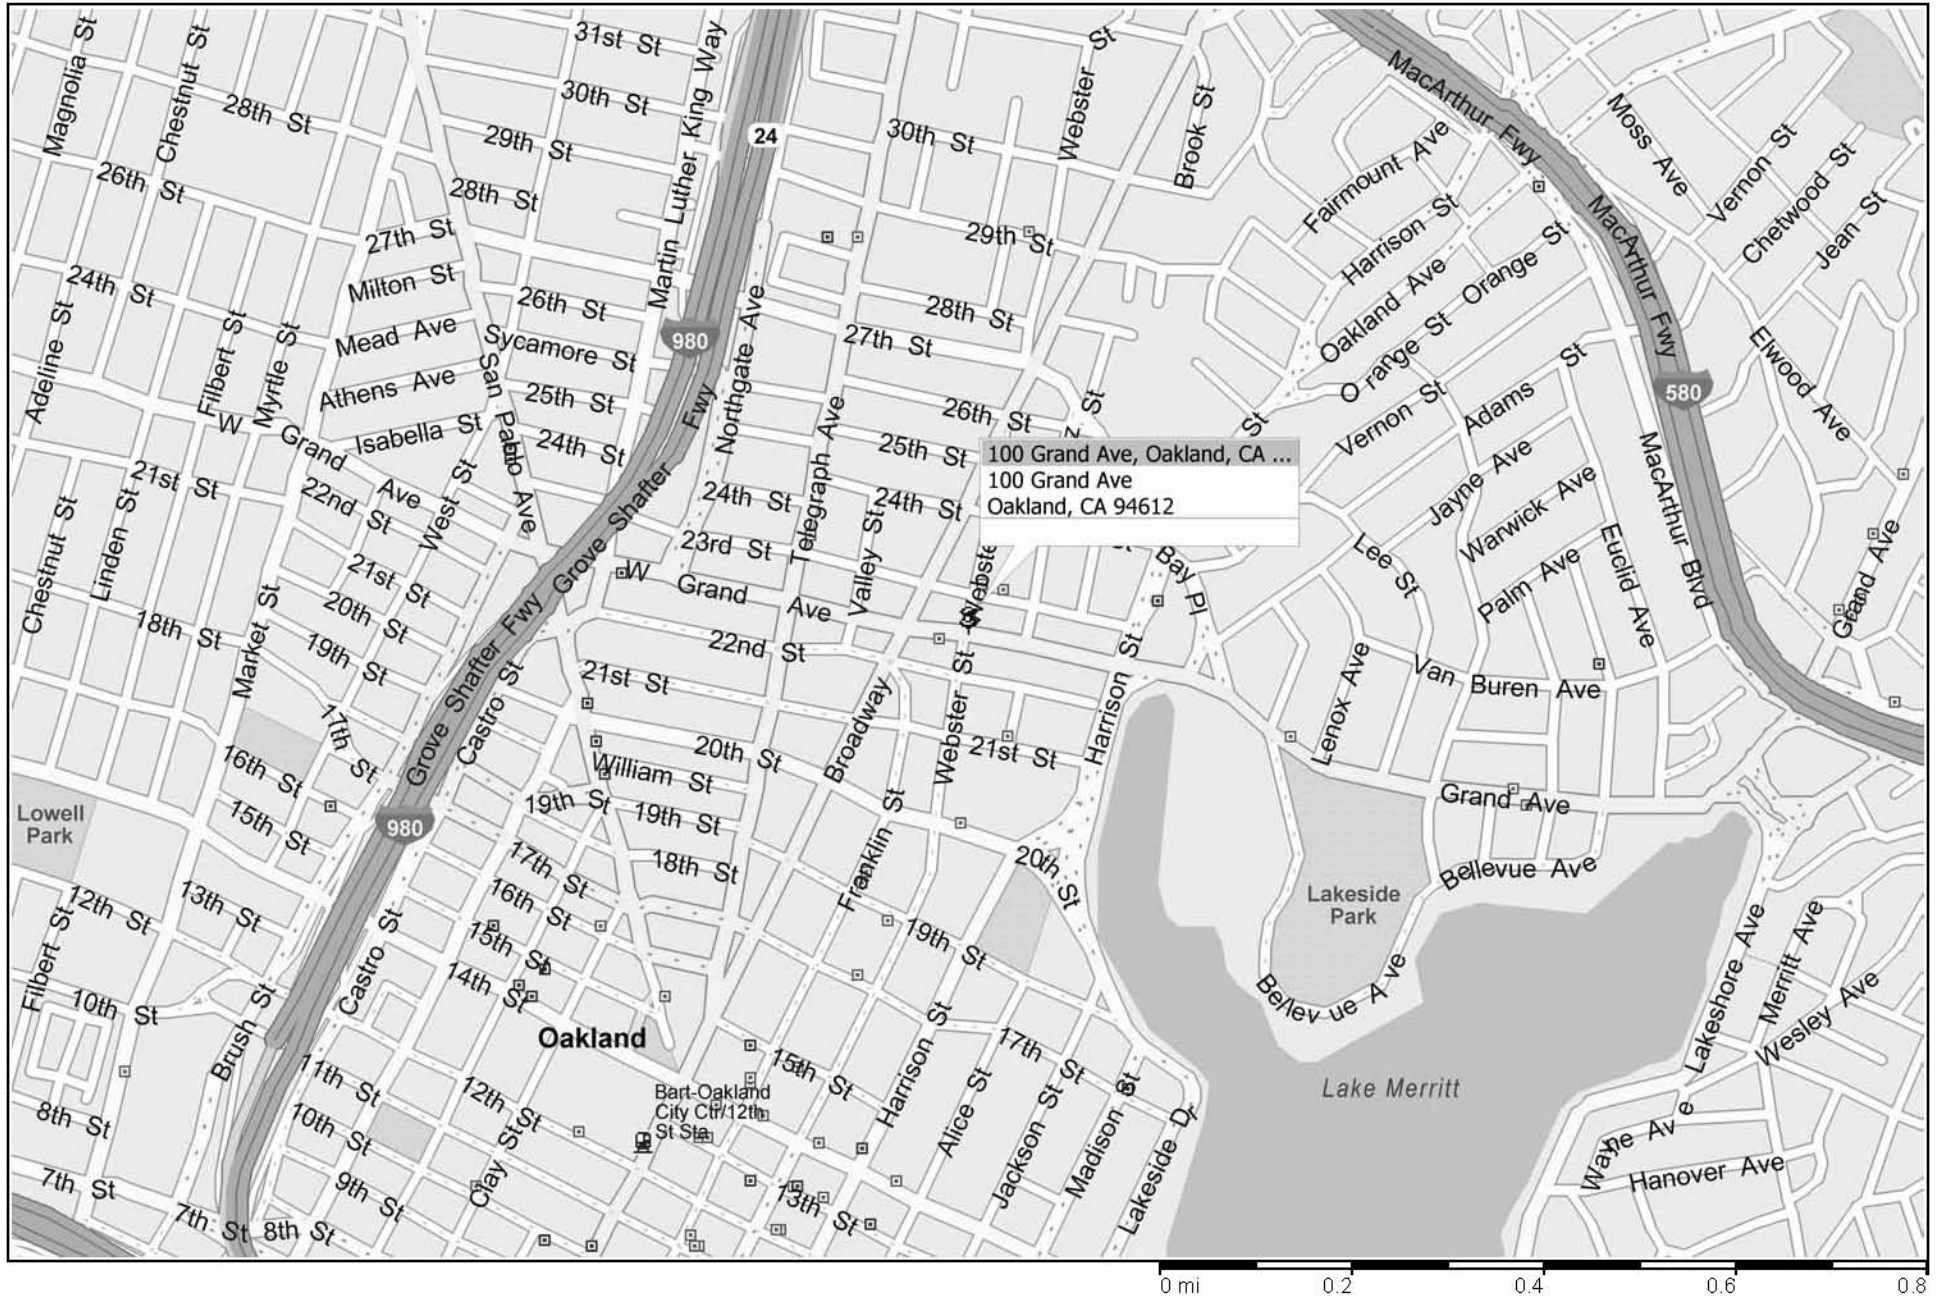 31st St
Magnolia St
Chestnut St
28th St
30th St
Martin Luther King Way
29th St
24
30th St
Webster St
Brook St
MacArthur Fwy
Moss Ave
Vernon St
Chetwood St
Jean St
Fairmount Ave
26th St
28th St
27th St
29th St
Harrison St
MacArthur Fwy
Milton St
24th St
26th St
28th St
Oakland Ave
Orange St
Orange St
Adeline St
Filbert St
Myrtle St
Mead Ave
Sycamore St
980
Northgate Ave
27th St
Elwood Ave
Athens Ave
San Pablo Ave
25th St
Fwy
26th St
Vernon St
Adams St
580
W Grand Ave
Isabella St
24th St
Telegraph Ave
25th St
St
z St
100 Grand Ave, Oakland, CA ...
100 Grand Ave
Oakland, CA 94612
Jayne Ave
MacArthur Blvd
21st St
22nd St
West St
Grove Shafter
24th St
24th St
Warwick Ave
Chestnut St
Linden St
23rd St
Valley St
Webste
St
Bay Pl
Lee St
Palm Ave
Euclid Ave
Grand Ave
21st St
W Grand Ave
20th St
18th St
19th St
Market St
Grove Shafter Fwy
22nd St
21st St
Webster St
Harrison St
Lenox Ave
Van Buren Ave
Castro St
Broadway
17th St
16th St
20th St
21st St
William St
15th St
19th St
19th St
Grand Ave
Lowell
Park
980
18th St
Franklin St
20th St
Bellevue Ave
17th St
16th St
Lakeside
Park
12th St
13th St
15th St
19th St
Filbert St
Castro St
14th St
Bellevue Ave
Lakeshore Ave
Merritt Ave
Wesley Ave
10th St
Brush St
Oakland
Harrison St
17th St
11th St
12th St
15th St
Bart-Oakland
City Ctr/12th
St Sta
Lake Merritt
8th St
10th St
Alice St
Jackson St
Madison St
Lakeside Dr
Wayne Ave
Hanover Ave
7th St
9th St
Clay St
13th St
7th St
8th St
0 mi 0.2 0.4 0.6 0.8